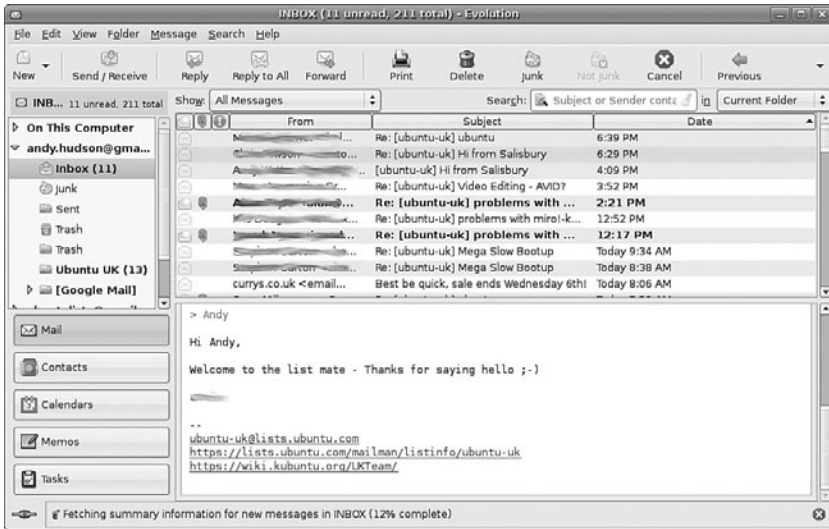 INBOX (11 unread, 211 total) - Evolution
File Edit View Folder Message Search Help
New Send / Receive Reply Reply to All Forward Print Delete Junk Not Junk Cancel Previous
INB... 11 unread, 211 total Show: All Messages Search: Subject or Sender conta in Current Folder
From Subject Date
On This Computer
andy.hudson@gma...
Inbox (11)
Junk
Sent
Trash
Trash
Ubuntu UK (13)
[Google Mail]
Re: [ubuntu-uk] ubuntu 6:39 PM
Re: [ubuntu-uk] Hi from Salisbury 6:29 PM
[ubuntu-uk] Hi from Salisbury 4:09 PM
Re: [ubuntu-uk] Video Editing - AVID? 3:52 PM
Re: [ubuntu-uk] problems with ... 2:21 PM
Re: [ubuntu-uk] problems with miro!-k... 12:52 PM
Re: [ubuntu-uk] problems with ... 12:17 PM
Re: [ubuntu-uk] Mega Slow Bootup Today 9:34 AM
Re: [ubuntu-uk] Mega Slow Bootup Today 8:38 AM
currys.co.uk <email... Best be quick, sale ends Wednesday 6th! Today 8:06 AM
Mail
Contacts
Calendars
Memos
Tasks
> Andy
Hi Andy,
Welcome to the list mate - Thanks for saying hello ;-)
--
ubuntu-uk@lists.ubuntu.com
https://lists.ubuntu.com/mailman/listinfo/ubuntu-uk
https://wiki.kubuntu.org/UKTeam/
Fetching summary information for new messages in INBOX (12% complete)